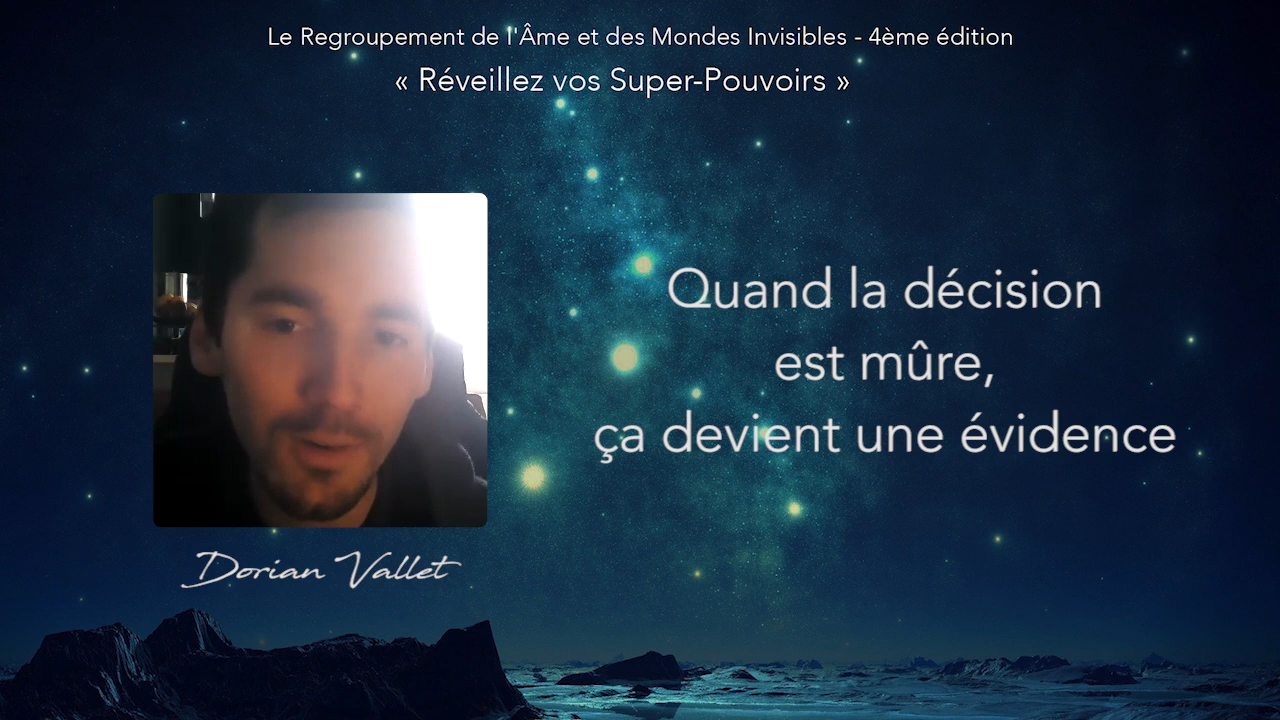 Le Regroupement de l'Âme et des Mondes Invisibles - 4ème édition
« Réveillez vos Super-Pouvoirs »
Quand la décision
est mûre,
ça devient une évidence
Dorian Vallet